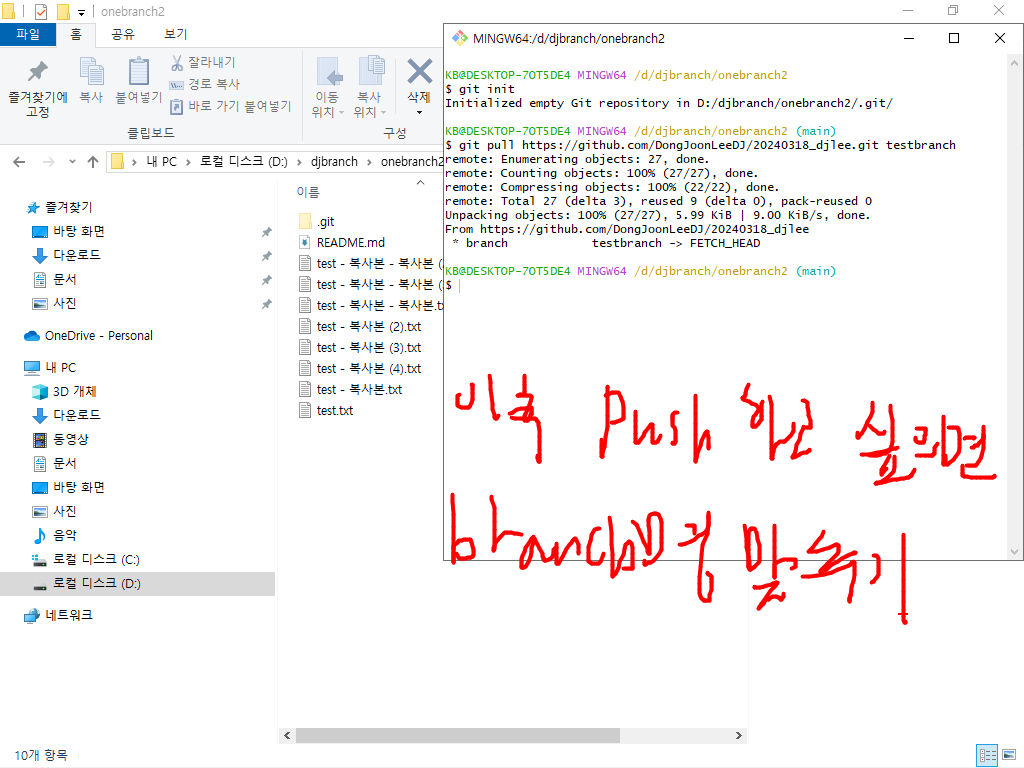 onebranch2
파일
홈
공유
보기
즐겨찾기에
고정
복사
붙여넣기
잘라내기
경로 복사
바로 가기 붙여넣기
이동
위치
복사
위치
삭제
클립보드
구성
내 PC > 로컬 디스크 (D:) > djbranch > onebranch2
즐겨찾기
바탕 화면
다운로드
문서
사진
OneDrive - Personal
내 PC
3D 개체
다운로드
동영상
문서
바탕 화면
사진
음악
로컬 디스크 (C:)
로컬 디스크 (D:)
네트워크
10개 항목
이름
.git
README.md
test - 복사본 - 복사본 (
test - 복사본 - 복사본 (
test - 복사본 - 복사본.t
test - 복사본 (2).txt
test - 복사본 (3).txt
test - 복사본 (4).txt
test - 복사본.txt
test.txt
MINGW64:/d/djbranch/onebranch2
KB@DESKTOP-7OT5DE4 MINGW64 /d/djbranch/onebranch2
$ git init
Initialized empty Git repository in D:/djbranch/onebranch2/.git/
KB@DESKTOP-7OT5DE4 MINGW64 /d/djbranch/onebranch2 (main)
$ git pull https://github.com/DongJoonLeeDJ/20240318_djlee.git testbranch
remote: Enumerating objects: 27, done.
remote: Counting objects: 100% (27/27), done.
remote: Compressing objects: 100% (22/22), done.
remote: Total 27 (delta 3), reused 9 (delta 0), pack-reused 0
Unpacking objects: 100% (27/27), 5.99 KiB | 9.00 KiB/s, done.
From https://github.com/DongJoonLeeDJ/20240318_djlee
 * branch            testbranch -> FETCH_HEAD
KB@DESKTOP-7OT5DE4 MINGW64 /d/djbranch/onebranch2 (main)
$
이후 Push 하고 싶으면
branch명 맞추기